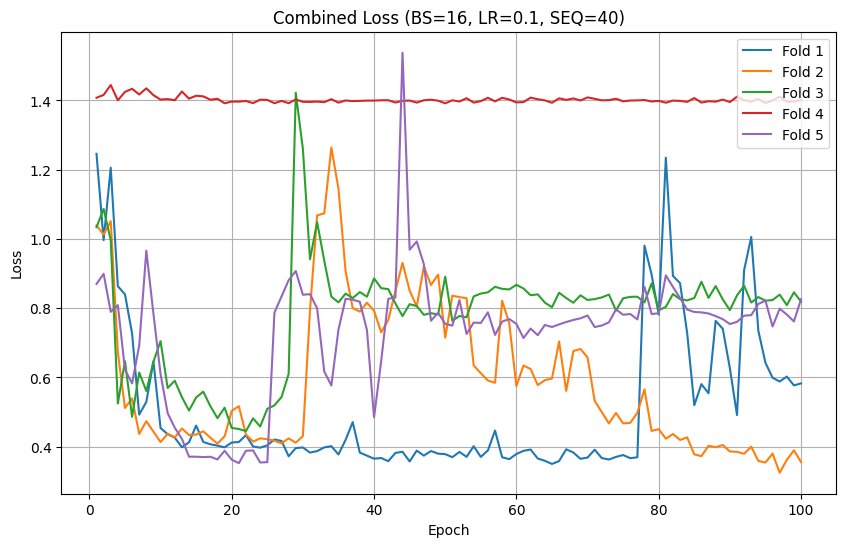 Combined Loss (BS=16, LR=0.1, SEQ=40)
Fold 1
Fold 2
Fold 3
Fold 4
Fold 5
Loss
1.4
1.2
1.0
0.8
0.6
0.4
0
20
40
60
80
100
Epoch